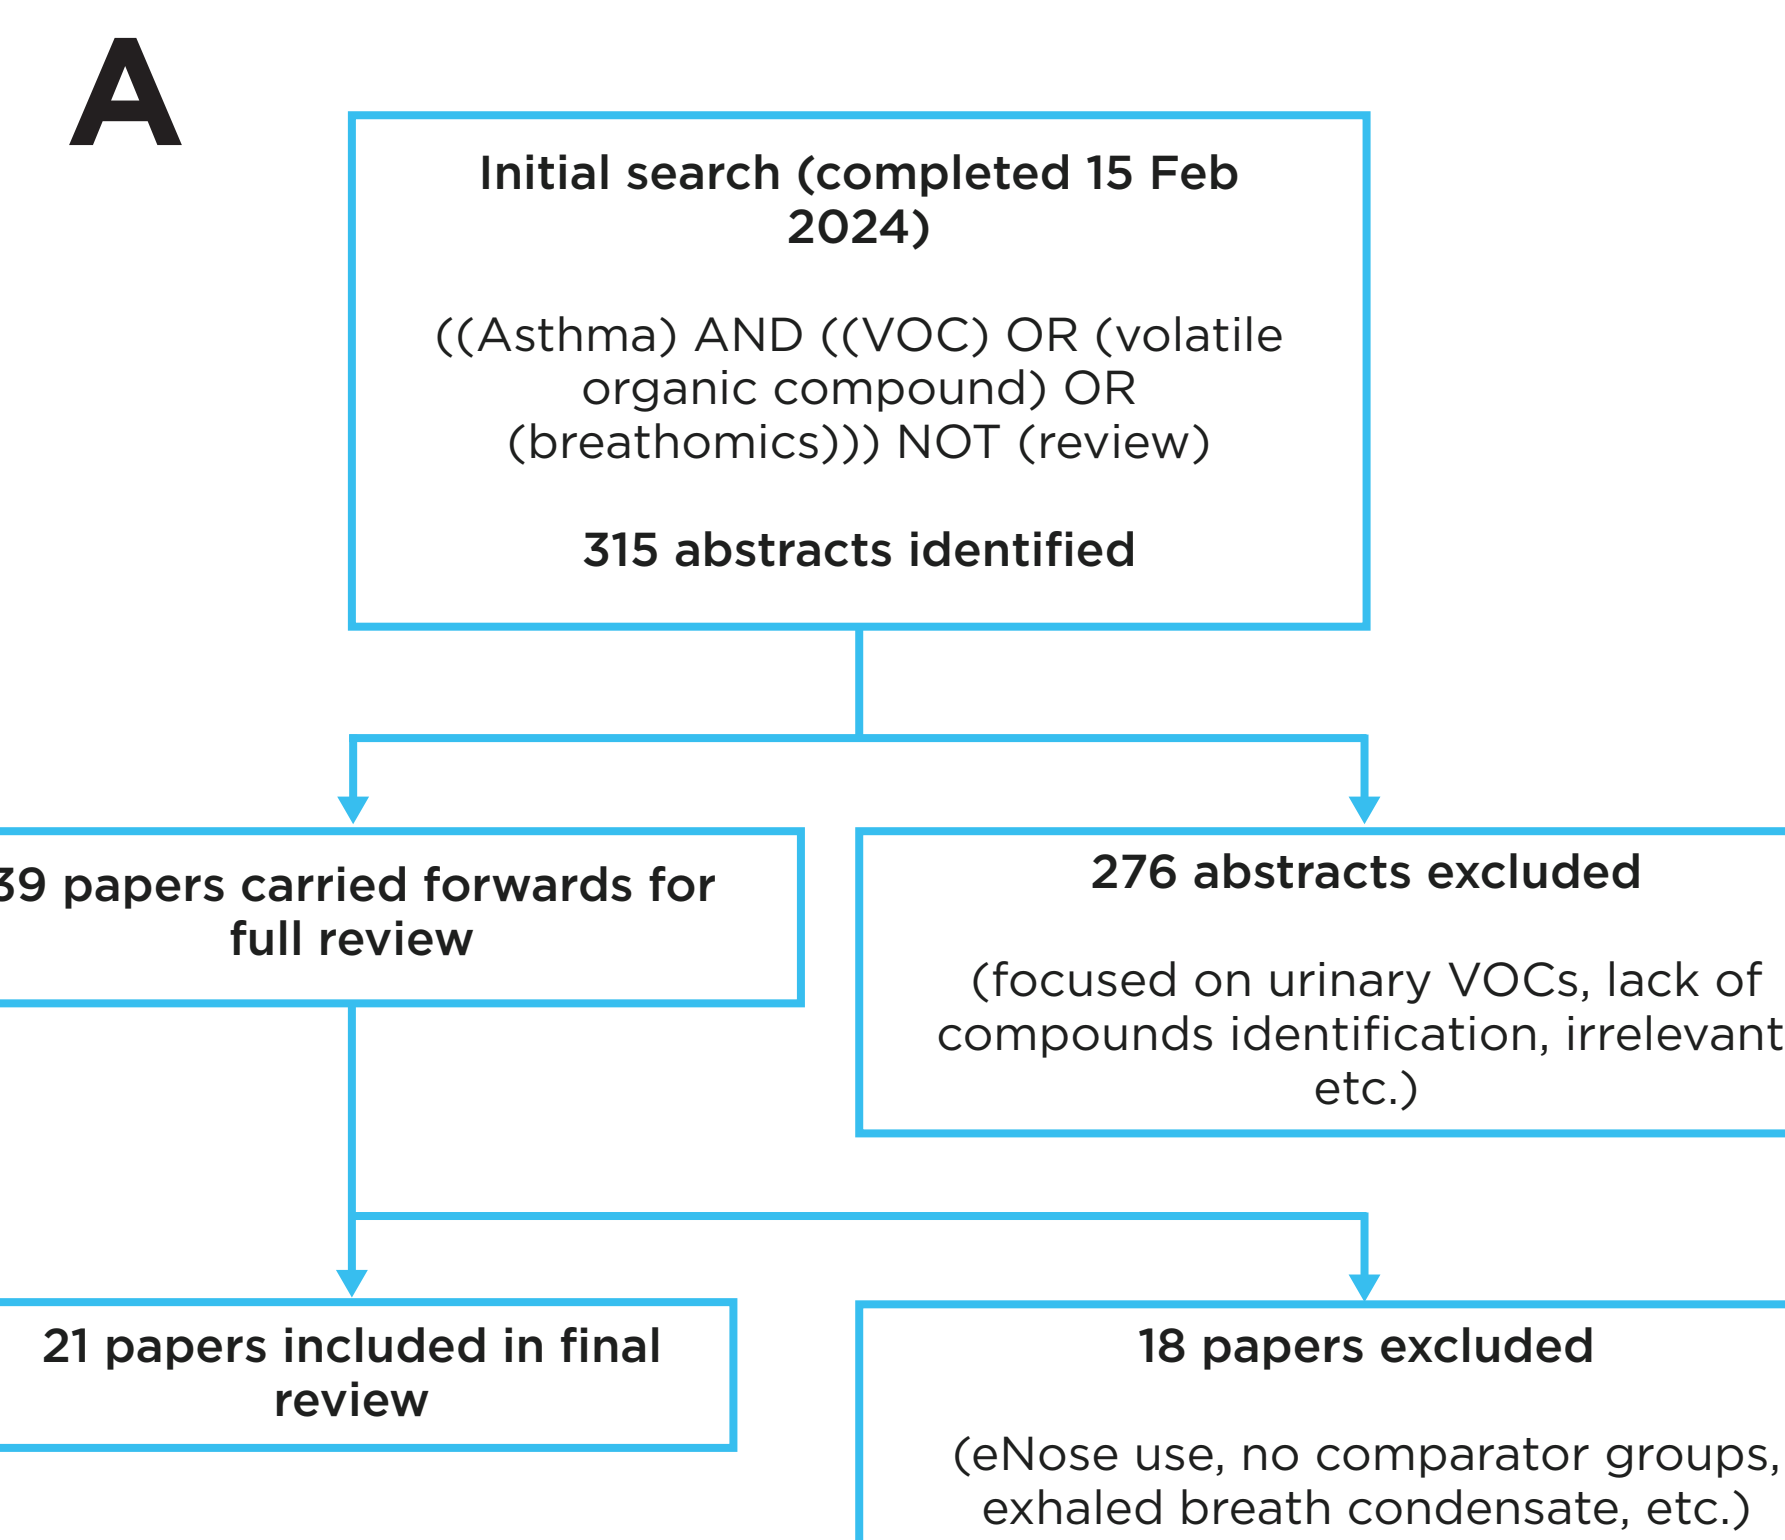 A
Initial search (completed 15 Feb
2024)
((Asthma) AND ((VOC) OR (volatile
organic compound) OR
(breathomics))) NOT (review)
315 abstracts identified
39 papers carried forwards for
full review
276 abstracts excluded
(focused on urinary VOCs, lack of
compounds identification, irrelevant
etc.)
21 papers included in final
review
18 papers excluded
(eNose use, no comparator groups,
exhaled breath condensate, etc.)